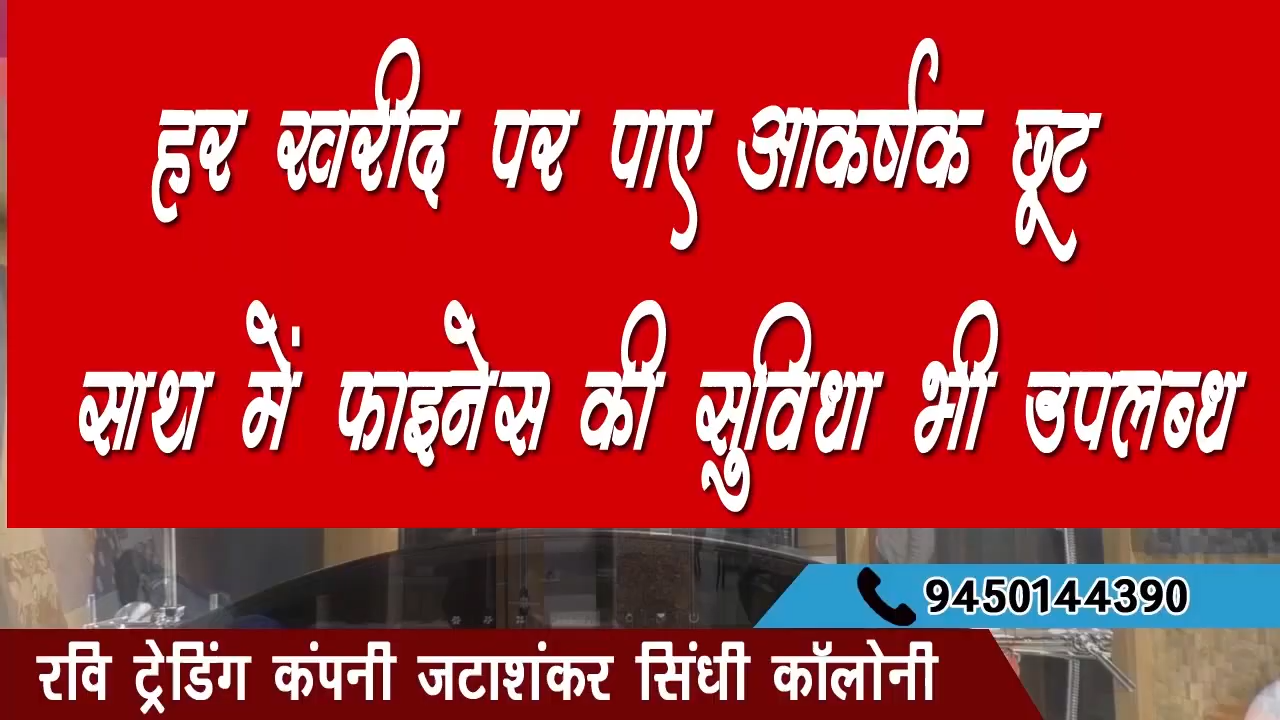 हर खरीद पर पाए आकर्षक छूट
साथ में फाइनेस की सुविधा भी उपलब्ध
9450144390
रवि ट्रेडिंग कंपनी जटाशंकर सिंधी कॉलोनी